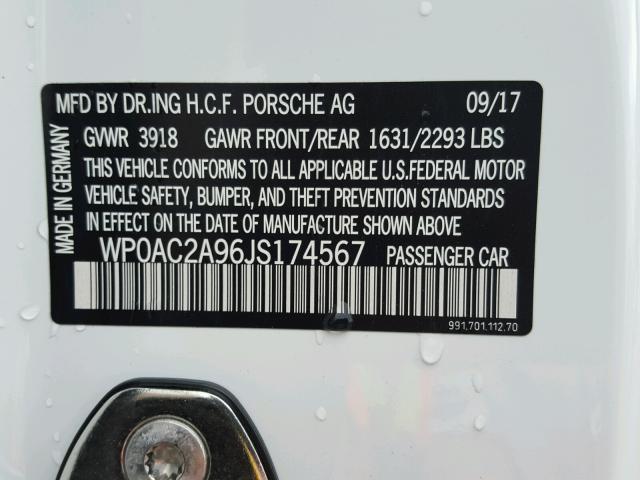 MFD BY DR.ING H.C.F. PORSCHE AG 09/17
GVWR 3918 GAWR FRONT/REAR 1631/2293 LBS
THIS VEHICLE CONFORMS TO ALL APPLICABLE U.S.FEDERAL MOTOR
VEHICLE SAFETY, BUMPER, AND THEFT PREVENTION STANDARDS
IN EFFECT ON THE DATE OF MANUFACTURE SHOWN ABOVE.
WP0AC2A96JS174567 PASSENGER CAR
MADE IN GERMANY
991.701.112.70